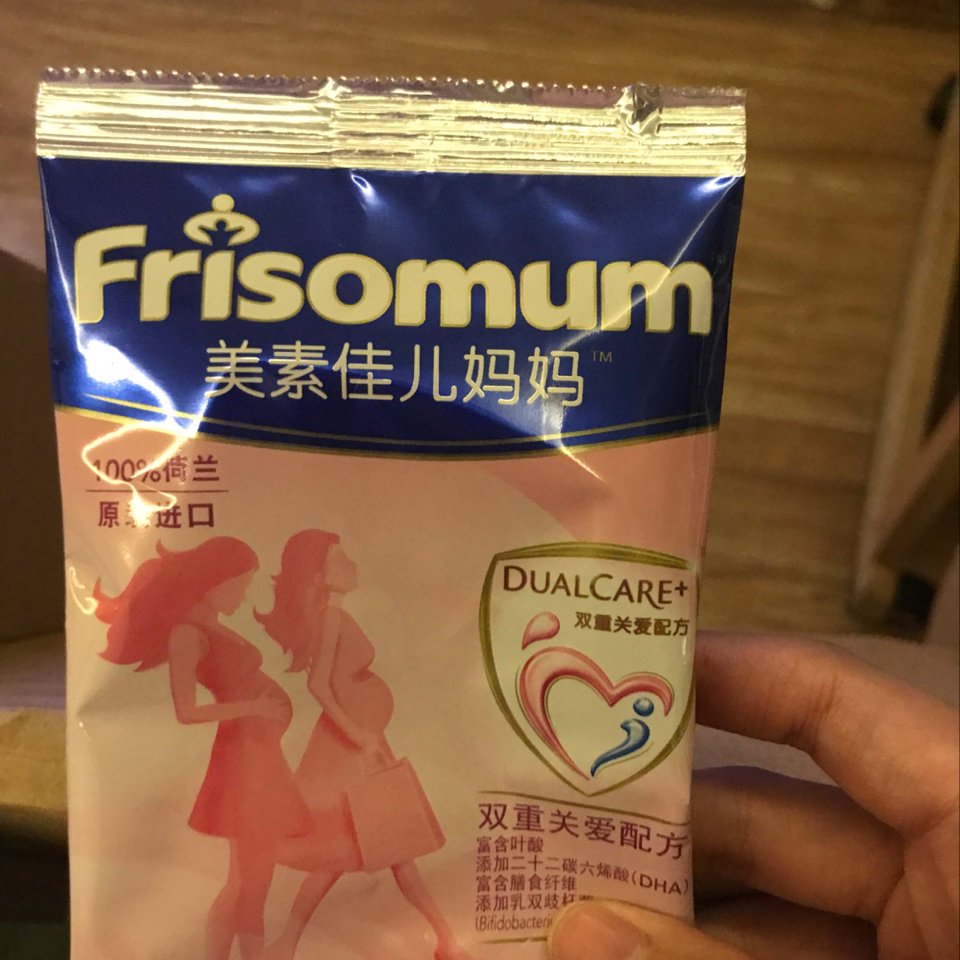 Frisomum
美素佳儿妈妈™
100%荷兰
原装进口
DUALCARE+
双重关爱配方
双重关爱配方
富含叶酸
添加二十二碳六烯酸(DHA)
富含膳食纤维
添加乳双歧杆